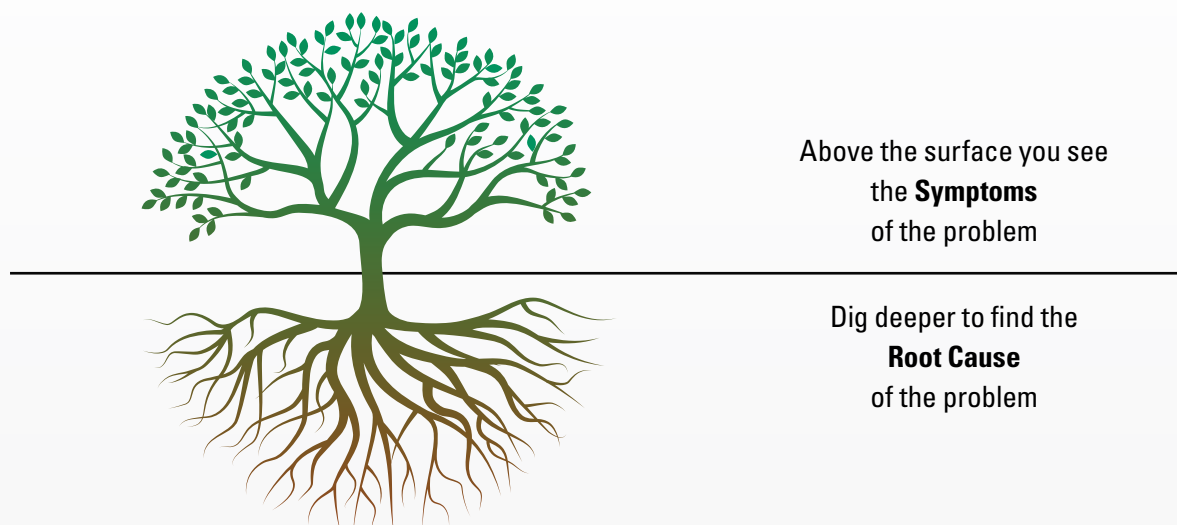 Above the surface you see
the Symptoms
of the problem
Dig deeper to find the
Root Cause
of the problem